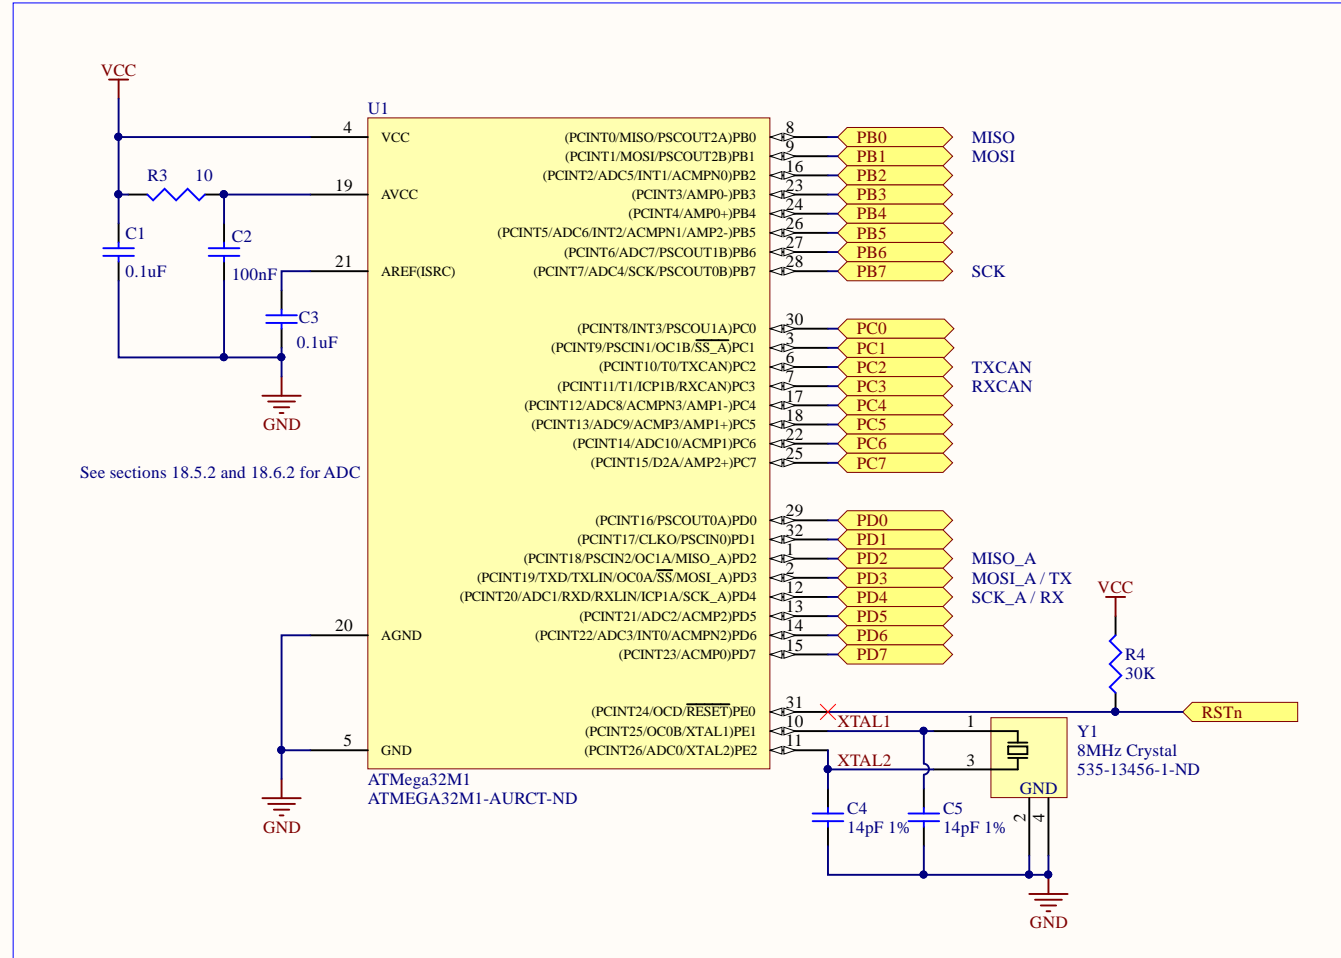 VCC
U1
4
VCC
R3 10
19
AVCC
C1
0.1uF
C2
100nF
21
AREF(ISRC)
C3
0.1uF
GND
See sections 18.5.2 and 18.6.2 for ADC
20
AGND
5
GND
GND
ATMega32M1
ATMEGA32M1-AURCT-ND
(PCINT0/MISO/PSCOUT2A)PB0 8 PB0 MISO
(PCINT1/MOSI/PSCOUT2B)PB1 9 PB1 MOSI
(PCINT2/ADC5/INT1/ACMPN0)PB2 16 PB2
(PCINT3/AMP0-)PB3 23 PB3
(PCINT4/AMP0+)PB4 24 PB4
(PCINT5/ADC6/INT2/ACMPN1/AMP2-)PB5 26 PB5
(PCINT6/ADC7/PSCOUT1B)PB6 27 PB6
(PCINT7/ADC4/SCK/PSCOUT0B)PB7 28 PB7 SCK
(PCINT8/INT3/PSCOU1A)PC0 30 PC0
(PCINT9/PSCIN1/OC1B/SS_A)PC1 3 PC1
(PCINT10/T0/TXCAN)PC2 6 PC2 TXCAN
(PCINT11/T1/ICP1B/RXCAN)PC3 7 PC3 RXCAN
(PCINT12/ADC8/ACMPN3/AMP1-)PC4 17 PC4
(PCINT13/ADC9/ACMP3/AMP1+)PC5 18 PC5
(PCINT14/ADC10/ACMP1)PC6 22 PC6
(PCINT15/D2A/AMP2+)PC7 25 PC7
(PCINT16/PSCOUT0A)PD0 29 PD0
(PCINT17/CLKO/PSCIN0)PD1 32 PD1
(PCINT18/PSCIN2/OC1A/MISO_A)PD2 1 PD2 MISO_A
(PCINT19/TXD/TXLIN/OC0A/SS/MOSI_A)PD3 2 PD3 MOSI_A / TX
(PCINT20/ADC1/RXD/RXLIN/ICP1A/SCK_A)PD4 12 PD4 SCK_A / RX
(PCINT21/ADC2/ACMP2)PD5 13 PD5
(PCINT22/ADC3/INT0/ACMPN2)PD6 14 PD6
(PCINT23/ACMP0)PD7 15 PD7
(PCINT24/OCD/RESET)PE0 31
(PCINT25/OC0B/XTAL1)PE1 10 XTAL1
(PCINT26/ADC0/XTAL2)PE2 11 XTAL2
VCC
R4
30K
RSTn
1
3
Y1
8MHz Crystal
535-13456-1-ND
GND
2
4
C4
14pF 1%
C5
14pF 1%
GND